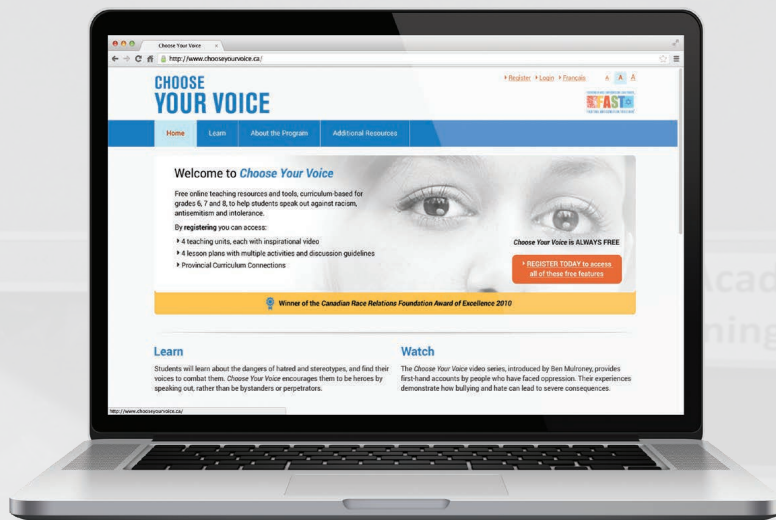 Choose Your Voice
http://www.chooseyourvoice.ca/
Register Login Français A A A
CHOOSE
YOUR VOICE
FAST
Home Learn About the Program Additional Resources
Welcome to Choose Your Voice
Free online teaching resources and tools, curriculum-based for
grades 6, 7 and 8, to help students speak out against racism,
antisemitism and intolerance.
By registering you can access:
4 teaching units, each with inspirational video
4 lesson plans with multiple activities and discussion guidelines
Provincial Curriculum Connections
Choose Your Voice is ALWAYS FREE
REGISTER TODAY to access
all of these free features
Winner of the Canadian Race Relations Foundation Award of Excellence 2010
Learn
Students will learn about the dangers of hatred and stereotypes, and find their
voices to combat them. Choose Your Voice encourages them to be heroes by
speaking out, rather than be bystanders or perpetrators.
Watch
The Choose Your Voice video series, introduced by Ben Mulroney, provides
first-hand accounts by people who have faced oppression. Their experiences
demonstrate how bullying and hate can lead to severe consequences.
http://www.chooseyourvoice.ca/